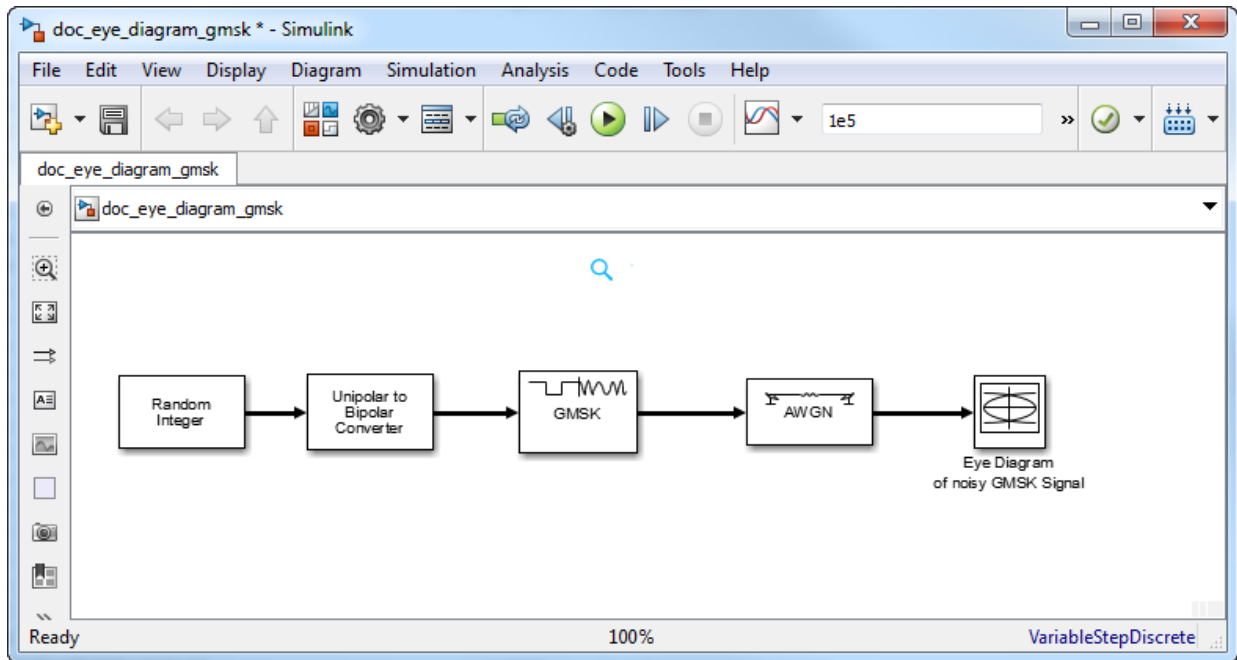 doc_eye_diagram_gmsk * - Simulink
File Edit View Display Diagram Simulation Analysis Code Tools Help
1e5 »
doc_eye_diagram_gmsk
doc_eye_diagram_gmsk
A
Random
Integer
Unipolar to
Bipolar
Converter
GMSK
AWGN
Eye Diagram
of noisy GMSK Signal
»
Ready 100% VariableStepDiscrete